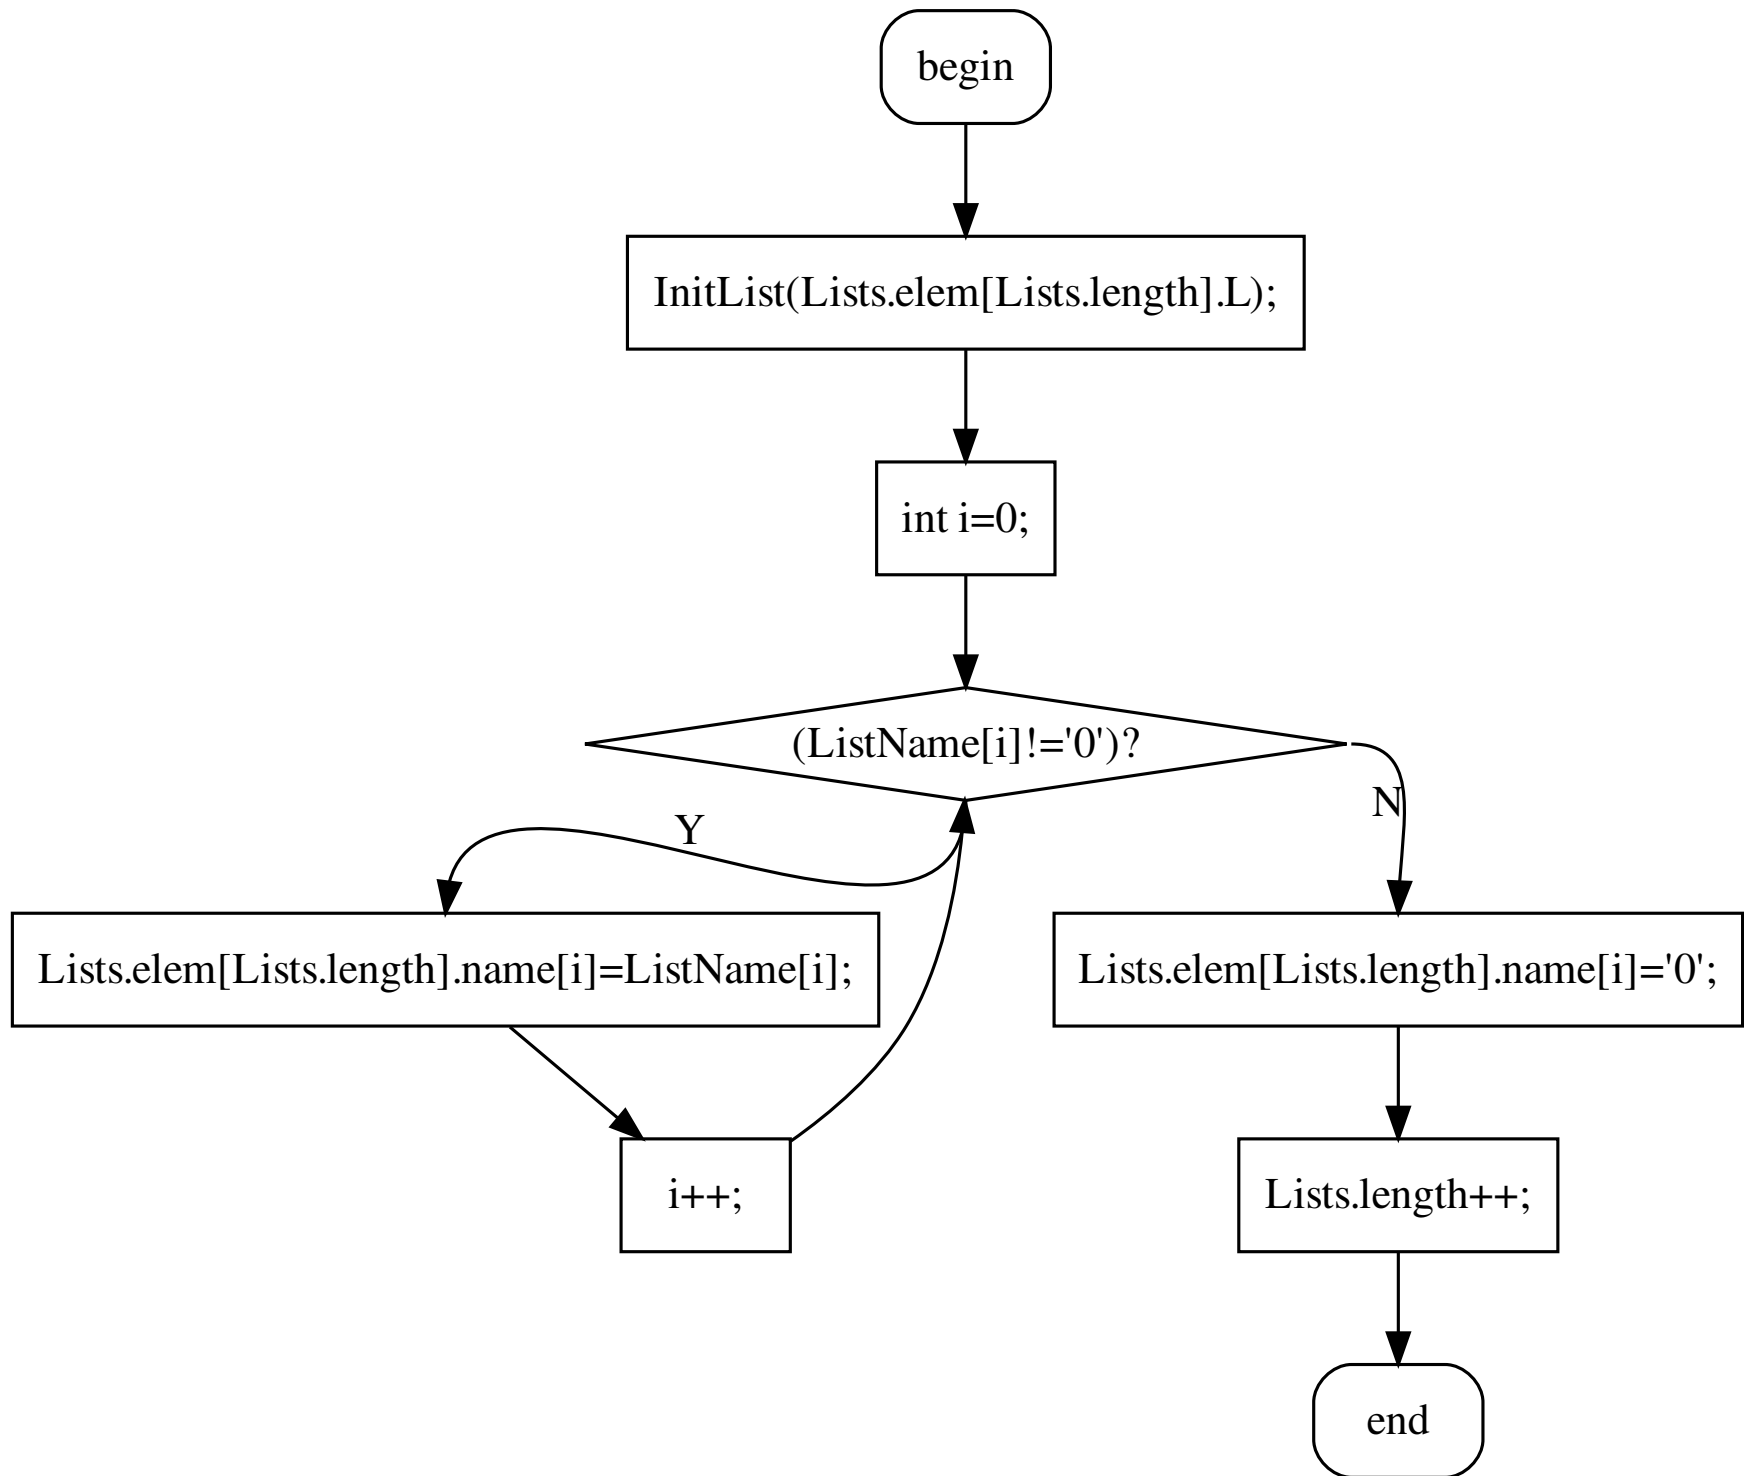 begin
InitList(Lists.elem[Lists.length].L);
int i=0;
(ListName[i]!='0')?
Y
N
Lists.elem[Lists.length].name[i]=ListName[i];
Lists.elem[Lists.length].name[i]='0';
i++;
Lists.length++;
end